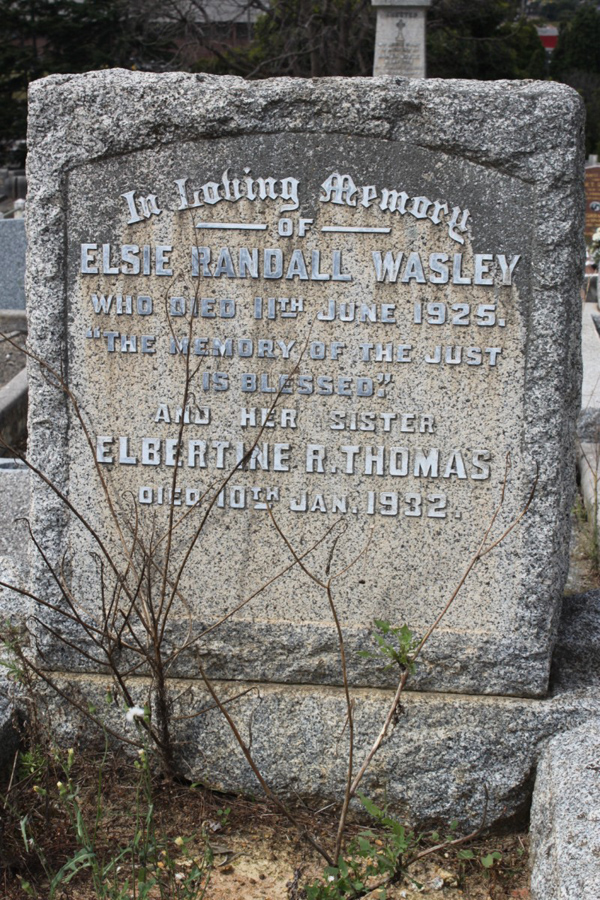 In Loving Memory
OF
ELSIE RANDALL WASLEY
WHO DIED 11TH JUNE 1925.
"THE MEMORY OF THE JUST
IS BLESSED."
AND HER SISTER
ELBERTINE R. THOMAS
DIED 10TH JAN. 1932.